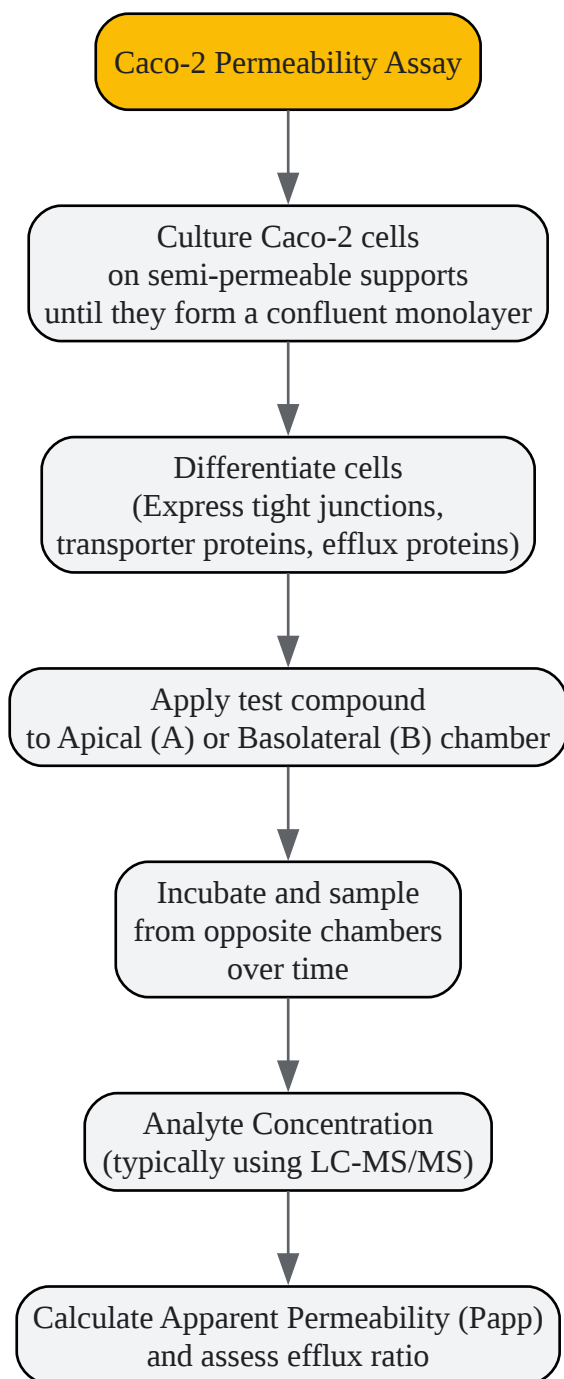 Caco-2 Permeability Assay
Culture Caco-2 cells
on semi-permeable supports
until they form a confluent monolayer
Differentiate cells
(Express tight junctions,
transporter proteins, efflux proteins)
Apply test compound
to Apical (A) or Basolateral (B) chamber
Incubate and sample
from opposite chambers
over time
Analyte Concentration
(typically using LC-MS/MS)
Calculate Apparent Permeability (Papp)
and assess efflux ratio